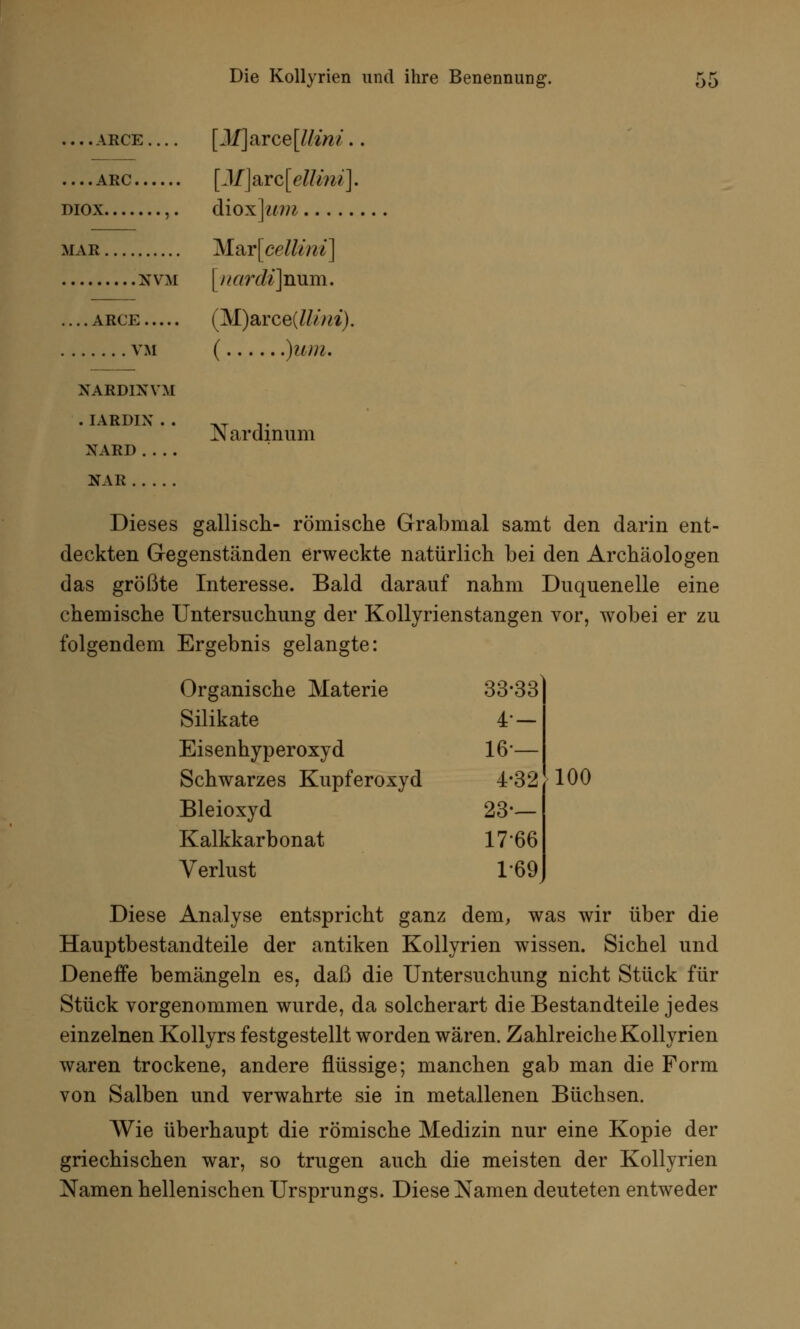 Die Kollyrien und ihre Benennung. 55
....ARCE.... [M]arce[llini..
....ARC...... [M]arc[ellini].
DIOX.......,. diox]um........
MAR.......... Mar[cellini]
.........NVM [nardi]num.
....ARCE..... (M)arce(llini).
.......VM (......)um.
NARDINVM
. IARDIN . .
Nardinum
NARD . . . .
NAR . . . . .
Dieses gallisch- römische Grabmal samt den darin ent-
deckten Gegenständen erweckte natürlich bei den Archäologen
das größte Interesse. Bald darauf nahm Duquenelle eine
chemische Untersuchung der Kollyrienstangen vor, wobei er zu
folgendem Ergebnis gelangte:
Organische Materie 33·33
Silikate 4·—
Eisenhyperoxyd 16·—
Schwarzes Kupferoxyd 4·32 } 100
Bleioxyd 23·—
Kalkkarbonat 17·66
Verlust 1·69
Diese Analyse entspricht ganz dem, was wir über die
Hauptbestandteile der antiken Kollyrien wissen. Sichel und
Deneffe bemängeln es, daß die Untersuchung nicht Stück für
Stück vorgenommen wurde, da solcherart die Bestandteile jedes
einzelnen Kollyrs festgestellt worden wären. Zahlreiche Kollyrien
waren trockene, andere flüssige; manchen gab man die Form
von Salben und verwahrte sie in metallenen Büchsen.
Wie überhaupt die römische Medizin nur eine Kopie der
griechischen war, so trugen auch die meisten der Kollyrien
Namen hellenischen Ursprungs. Diese Namen deuteten entweder